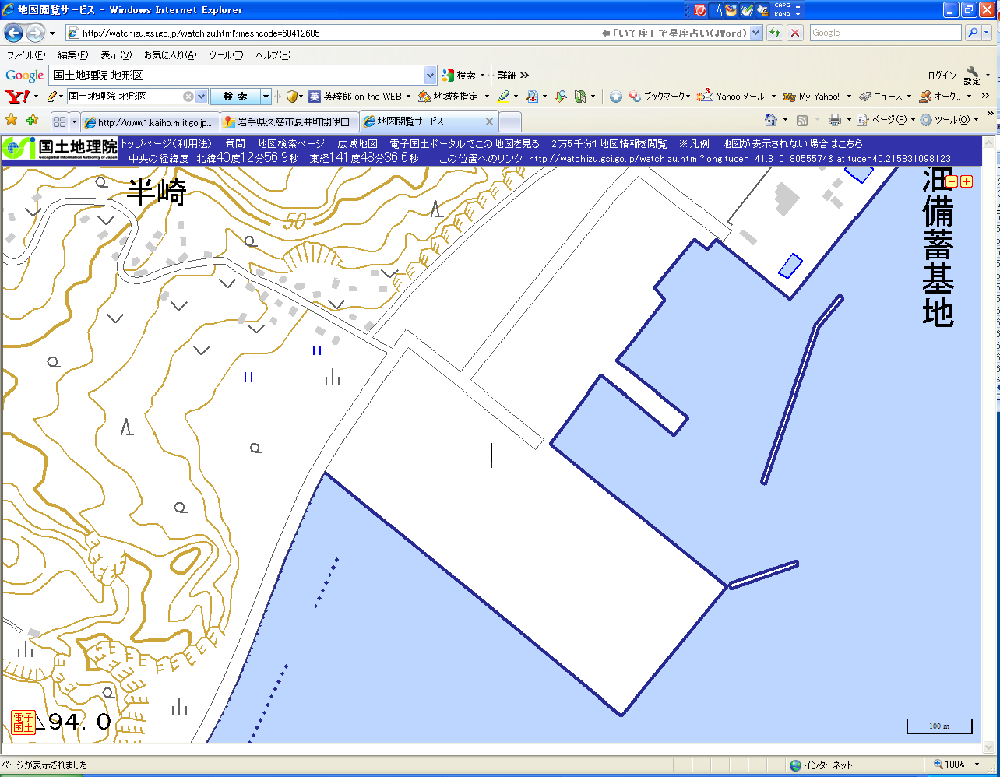 地図閲覧サービス - Windows Internet Explorer
CAPS
KANA
http://watchizu.gsi.go.jp/watchizu.html?meshcode=60412605
「いて座」で星座占い(JWord)
Google
ファイル(F) 編集(E) 表示(V) お気に入り(A) ツール(T) ヘルプ(H)
Google 国土地理院 地形図 検索 詳細 >> ログイン 設定
Y! 国土地理院 地形図 検 索 英 英辞郎 on the WEB 地域を指定 ブックマーク Yahoo!メール My Yahoo! ニュース オーク...
http://www1.kaiho.mlit.go.jp... 岩手県久慈市夏井町閉伊口... 地図閲覧サービス ページ(P) ツール(O)
国土地理院
Geospatial Information Authority of Japan
トップページ(利用法) 質問 地図検索ページ 広域地図 電子国土ポータルでこの地図を見る 2万5千分1地図情報を閲覧 ※凡例 地図が表示されない場合はこちら
中央の経緯度 北緯40度12分56.9秒 東経141度48分36.6秒 この位置へのリンク http://watchizu.gsi.go.jp/watchizu.html?longitude=141.81018055574&latitude=40.215831098123
半崎
50
油備蓄基地
電子国土
94.0
100 m
ページが表示されました
インターネット
100%